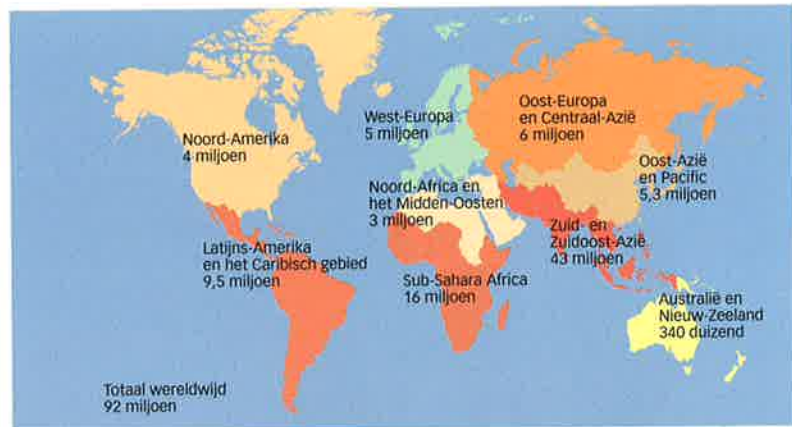 Noord-Amerika
4 miljoen
West-Europa
5 miljoen
Oost-Europa
en Centraal-Azië
6 miljoen
Oost-Azië
en Pacific
5,3 miljoen
Noord-Africa en
het Midden-Oosten
3 miljoen
Latijns-Amerika
en het Caribisch gebied
9,5 miljoen
Sub-Sahara Africa
16 miljoen
Zuid- en
Zuidoost-Azië
43 miljoen
Australië en
Nieuw-Zeeland
340 duizend
Totaal wereldwijd
92 miljoen